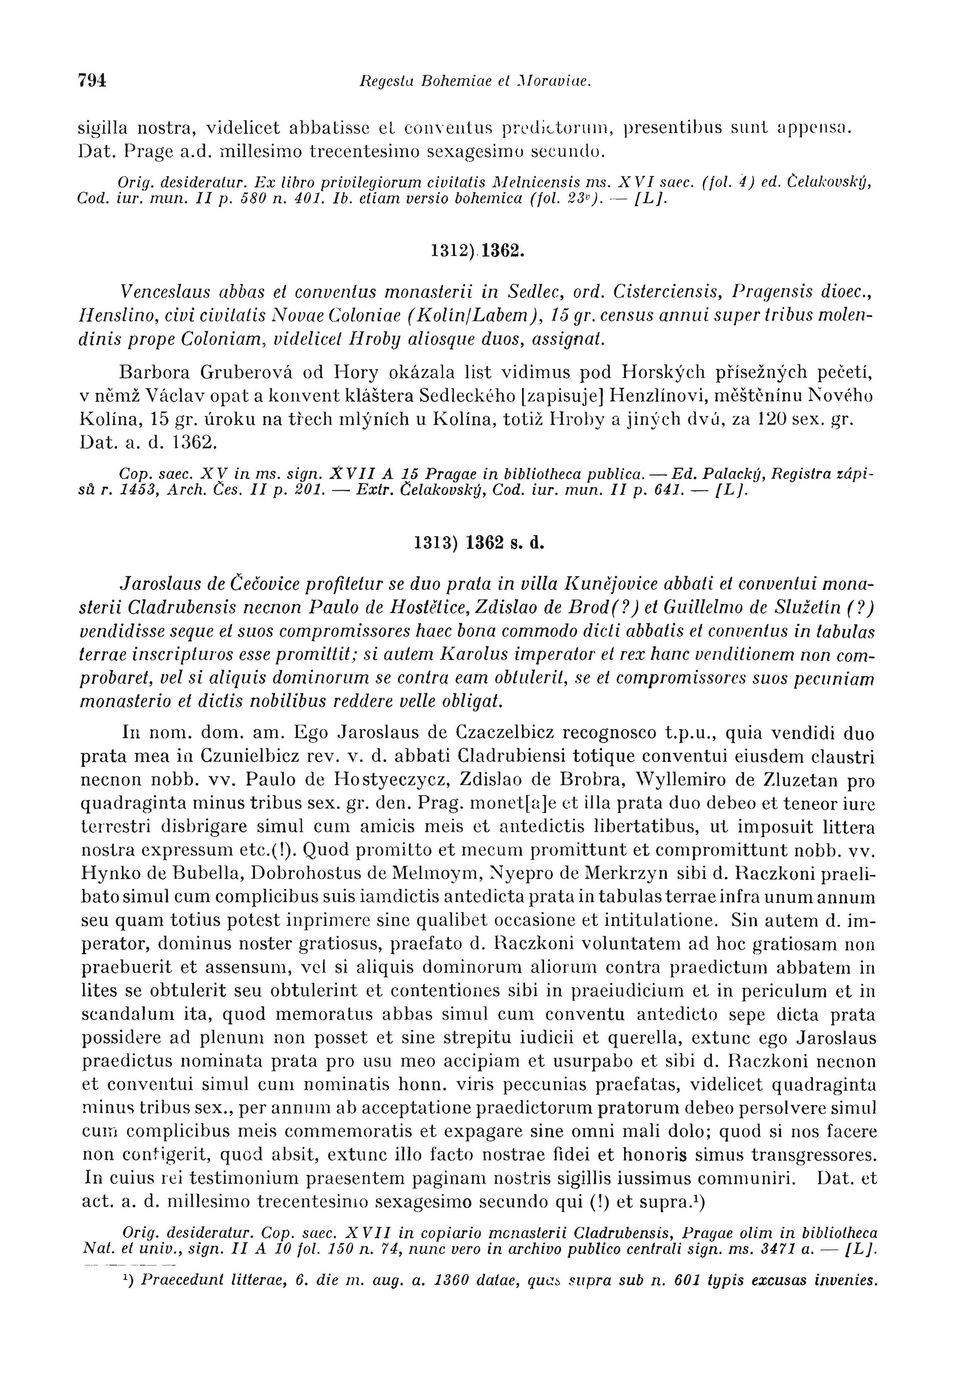 794 Regesta Bohemiae et Moraviae.
sigilla nostra, videlicet abbatisse et conventus predictorum, presentibus sunt appensa.
Dat. Prage a.d. millesimo trecentesimo sexagesimo secundo.
Orig. desideratur. Ex libro privilegiorum civitatis Melnicensis ms. XVI saec. (fol. 4) ed. Čelakovský,
Cod. iur. mun. II p. 580 n. 401. Ib. etiam versio bohemica (fol. 23v). — [L].
1312) 1362.
Venceslaus abbas et conventus monasterii in Sedlec, ord. Cisterciensis, Pragensis dioec.,
Henslino, civi civitatis Novae Coloniae (Kolín/Labem), 15 gr. census annui super tribus molen-
dinis prope Coloniam, videlicet Hroby aliosque duos, assignat.
Barbora Gruberová od Hory okázala list vidimus pod Horských přísežných pečetí,
v němž Václav opat a konvent kláštera Sedleckého [zapisuje] Henzlínovi, měštěnínu Nového
Kolína, 15 gr. úroku na třech mlýních u Kolína, totiž Hroby a jiných dvú, za 120 sex. gr.
Dat. a. d. 1362.
Cop. saec. XV in ms. sign. XVII A 15 Pragae in bibliotheca publica. — Ed. Palacký, Registra zápi-
sů r. 1453, Arch. Čes. II p. 201. — Extr. Čelakovský, Cod. iur. mun. II p. 641. — [L].
1313) 1362 s. d.
Jaroslaus de Čečovice profitetur se duo prata in villa Kunějovice abbati et conventui mona-
sterii Cladrubensis necnon Paulo de Hostětice, Zdislao de Brod(?) et Guillelmo de Služetin (?)
vendidisse seque et suos compromissores haec bona commodo dicti abbatis et conventus in tabulas
terrae inscripturos esse promittit; si autem Karolus imperator et rex hanc venditionem non com-
probaret, vel si aliquis dominorum se contra eam obtulerit, se et compromissores suos pecuniam
monasterio et dictis nobilibus reddere velle obligat.
In nom. dom. am. Ego Jaroslaus de Czaczelbicz recognosco t.p.u., quia vendidi duo
prata mea in Czunielbicz rev. v. d. abbati Cladrubiensi totique conventui eiusdem claustri
necnon nobb. vv. Paulo de Hostyeczycz, Zdislao de Brobra, Wyllemiro de Zluzetan pro
quadraginta minus tribus sex. gr. den. Prag. monet[a]e et illa prata duo debeo et teneor iure
terrestri disbrigare simul cum amicis meis et antedictis libertatibus, ut imposuit littera
nostra expressum etc.(!). Quod promitto et mecum promittunt et compromittunt nobb. vv.
Hynko de Bubella, Dobrohostus de Melmoym, Nyepro de Merkrzyn sibi d. Raczkoni praeli-
bato simul cum complicibus suis iamdictis antedicta prata in tabulas terrae infra unum annum
seu quam totius potest inprimere sine qualibet occasione et intitulatione. Sin autem d. im-
perator, dominus noster gratiosus, praefato d. Raczkoni voluntatem ad hoc gratiosam non
praebuerit et assensum, vel si aliquis dominorum aliorum contra praedictum abbatem in
lites se obtulerit seu obtulerint et contentiones sibi in praeiudicium et in periculum et in
scandalum ita, quod memoratus abbas simul cum conventu antedicto sepe dicta prata
possidere ad plenum non posset et sine strepitu iudicii et querella, extunc ego Jaroslaus
praedictus nominata prata pro usu meo accipiam et usurpabo et sibi d. Raczkoni necnon
et conventui simul cum nominatis honn. viris peccunias praefatas, videlicet quadraginta
minus tribus sex., per annum ab acceptatione praedictorum pratorum debeo persolvere simul
cum complicibus meis commemoratis et expagare sine omni mali dolo; quod si nos facere
non contigerit, quod absit, extunc illo facto nostrae fidei et honoris simus transgressores.
In cuius rei testimonium praesentem paginam nostris sigillis iussimus communiri. Dat. et
act. a. d. millesimo trecentesimo sexagesimo secundo qui (!) et supra.¹)
Orig. desideratur. Cop. saec. XVII in copiario monasterii Cladrubensis, Pragae olim in bibliotheca
Nat. et univ., sign. II A 10 fol. 150 n. 74, nunc vero in archivo publico centrali sign. ms. 3471 a. — [L].
¹) Praecedunt litterae, 6. die m. aug. a. 1360 datae, quas supra sub n. 601 typis excusas invenies.